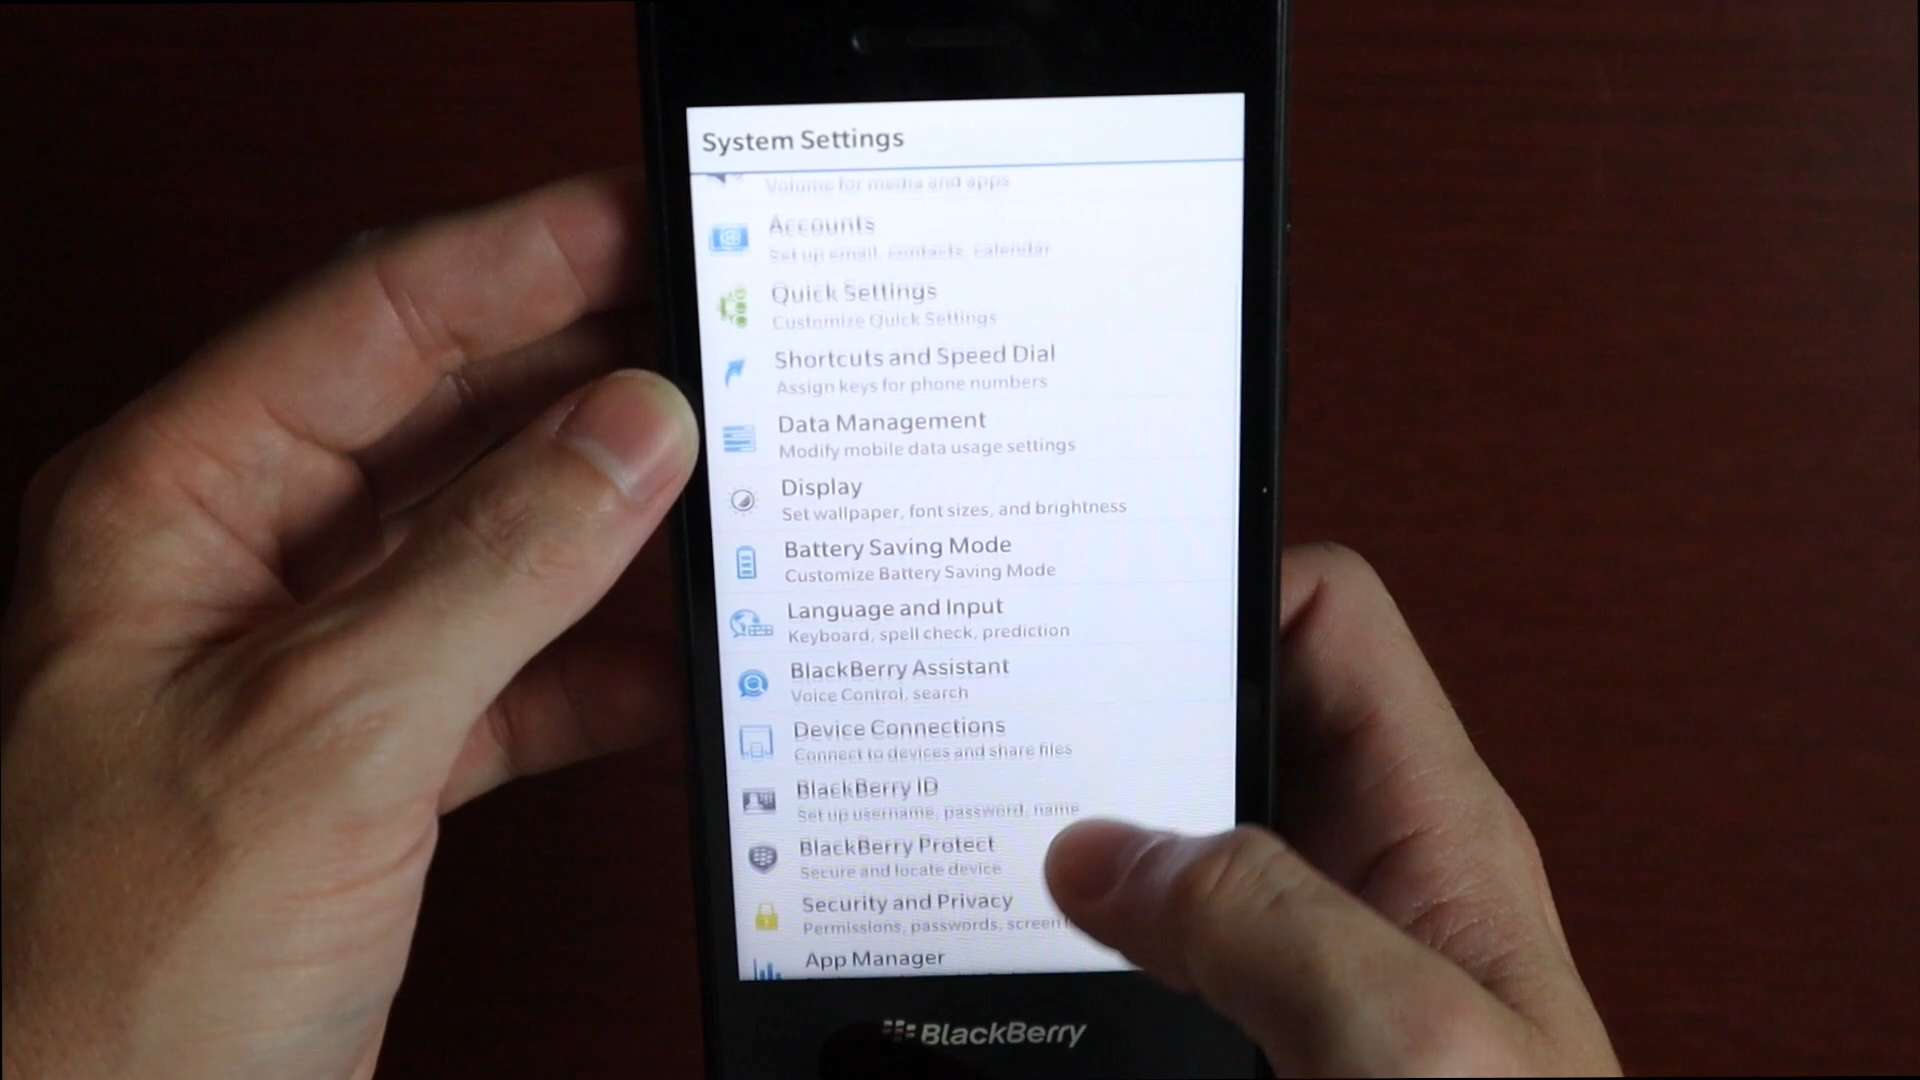 System Settings
Volume for media and apps
Accounts
Set up email, contacts, calendar
Quick Settings
Customize Quick Settings
Shortcuts and Speed Dial
Assign keys for phone numbers
Data Management
Modify mobile data usage settings
Display
Set wallpaper, font sizes, and brightness
Battery Saving Mode
Customize Battery Saving Mode
Language and Input
Keyboard, spell check, prediction
BlackBerry Assistant
Voice Control, search
Device Connections
Connect to devices and share files
BlackBerry ID
Set up username, password, name
BlackBerry Protect
Secure and locate device
Security and Privacy
Permissions, passwords, screen
App Manager
BlackBerry